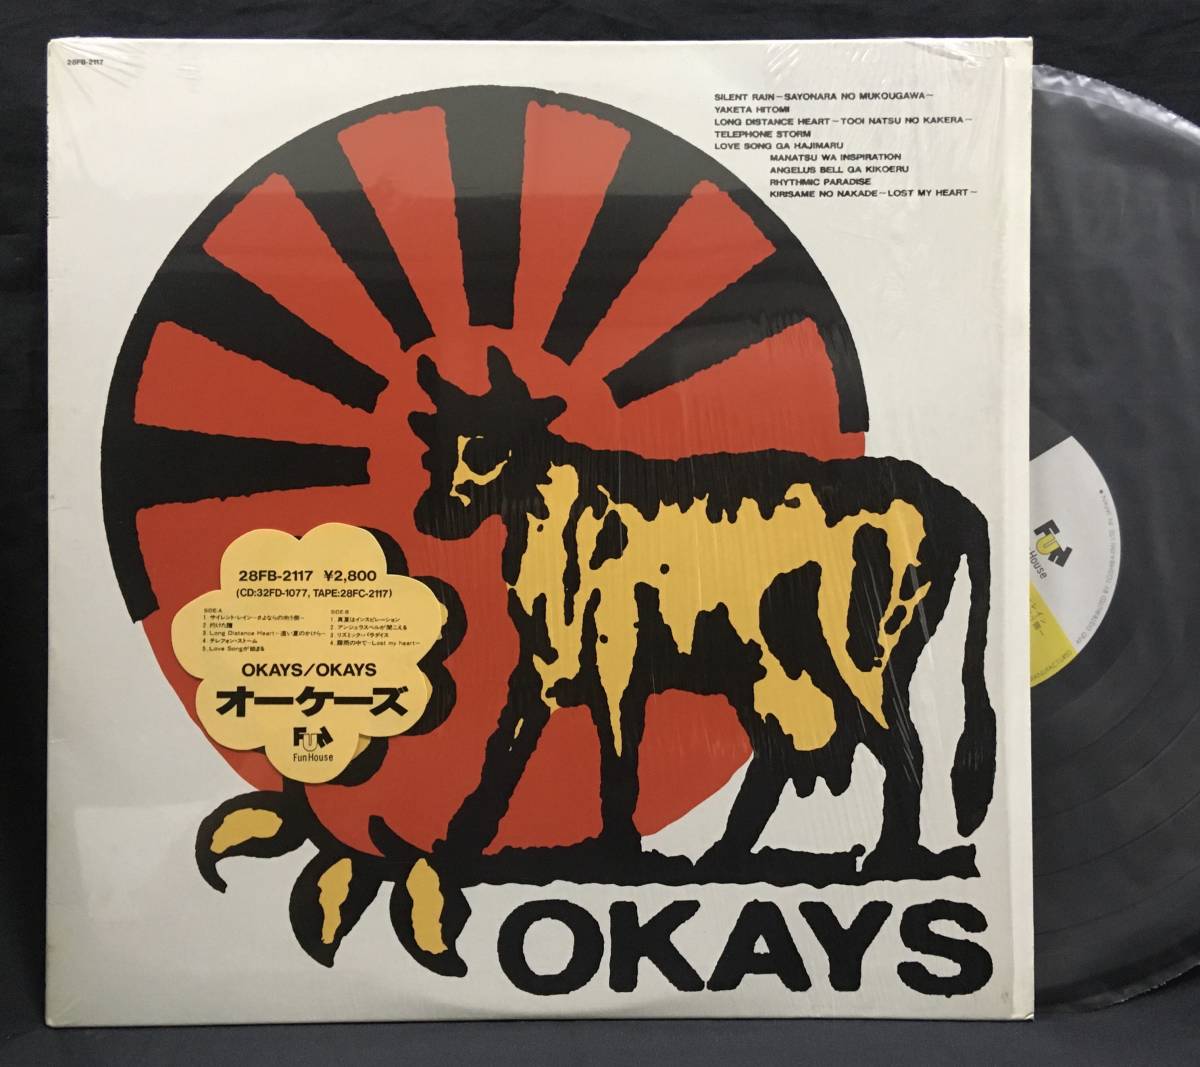 28FB-2117
SILENT RAIN～SAYONARA NO MUKOUGAWA～
YAKETA HITOMI
LONG DISTANCE HEART～TOOI NATSU NO KAKERA～
TELEPHONE STORM
LOVE SONG GA HAJIMARU
MANATSU WA INSPIRATION
ANGELUS BELL GA KIKOERU
RHYTHMIC PARADISE
KIRISAME NO NAKADE～LOST MY HEART～
28FB-2117 ¥2,800
(CD:32FD-1077, TAPE:28FC-2117)
SIDE-A
1. サイレント・レイン～さよならの向う側～
2. 灼けた瞳
3. Long Distance Heart～遠い夏のかけら～
4. テレフォン・ストーム
5. Love Songが始まる
SIDE-B
1. 真夏はインスピレーション
2. アンジェラスベルが聞こえる
3. リズミック・パラダイス
4. 霧雨の中で～Lost my heart～
OKAYS/OKAYS
オーケーズ
FUN
Fun House
OKAYS
FUN
House